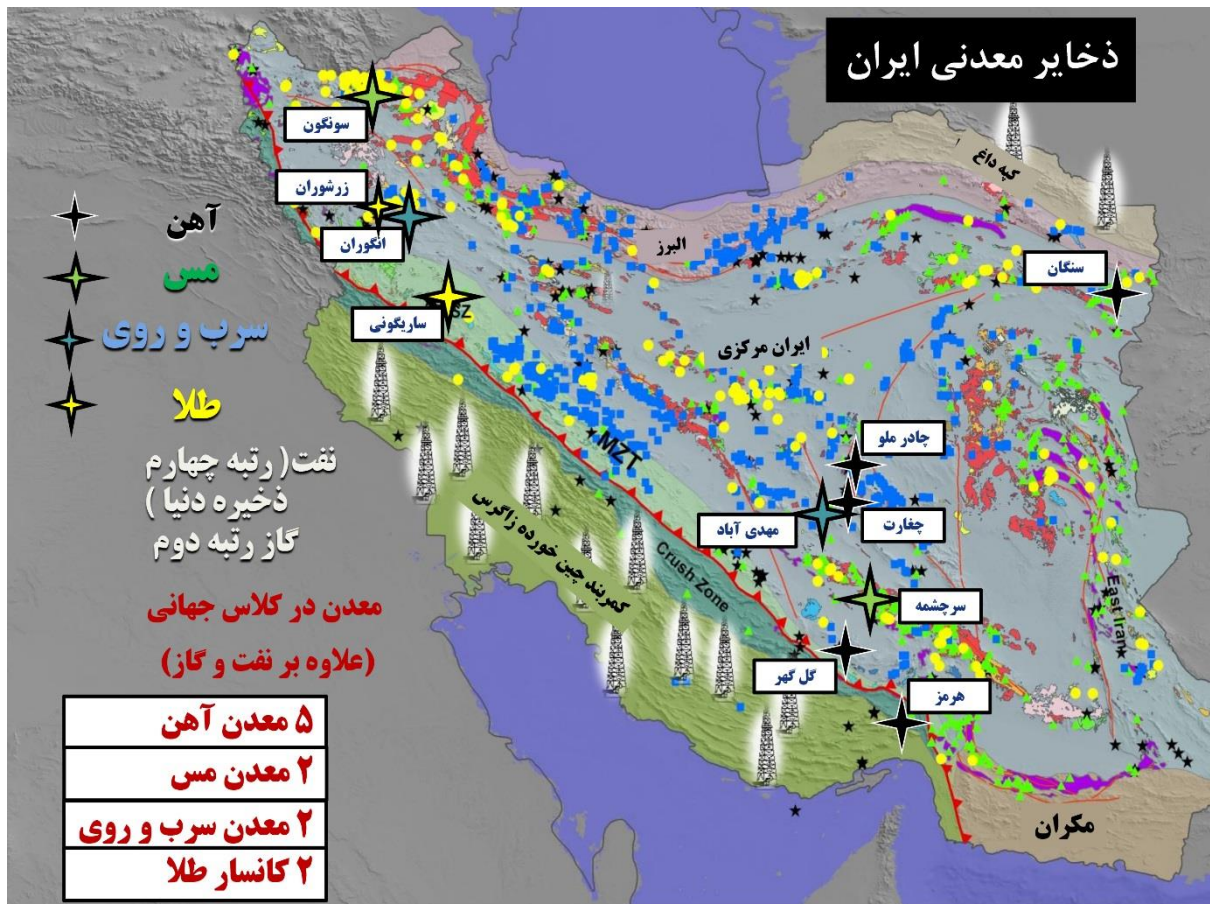 ذخایر معدنی ایران
کپه داغ
سونگون
زرشوران
انگوران
البرز
سنگان
آهن
مس
سرب و روی
طلا
ساریگونی
SZ
ایران مرکزی
MZT
چادر ملو
چغارت
مهدی آباد
نفت( رتبه چهارم
ذخیره دنیا )
گاز رتبه دوم
کمربند چین خورده زاگرس
Crush Zone
سرچشمه
East Iran
معدن در کلاس جهانی
(علاوه بر نفت و گاز)
گل گهر
هرمز
۵ معدن آهن
۲ معدن مس
۲ معدن سرب و روی
۲ کانسار طلا
مکران